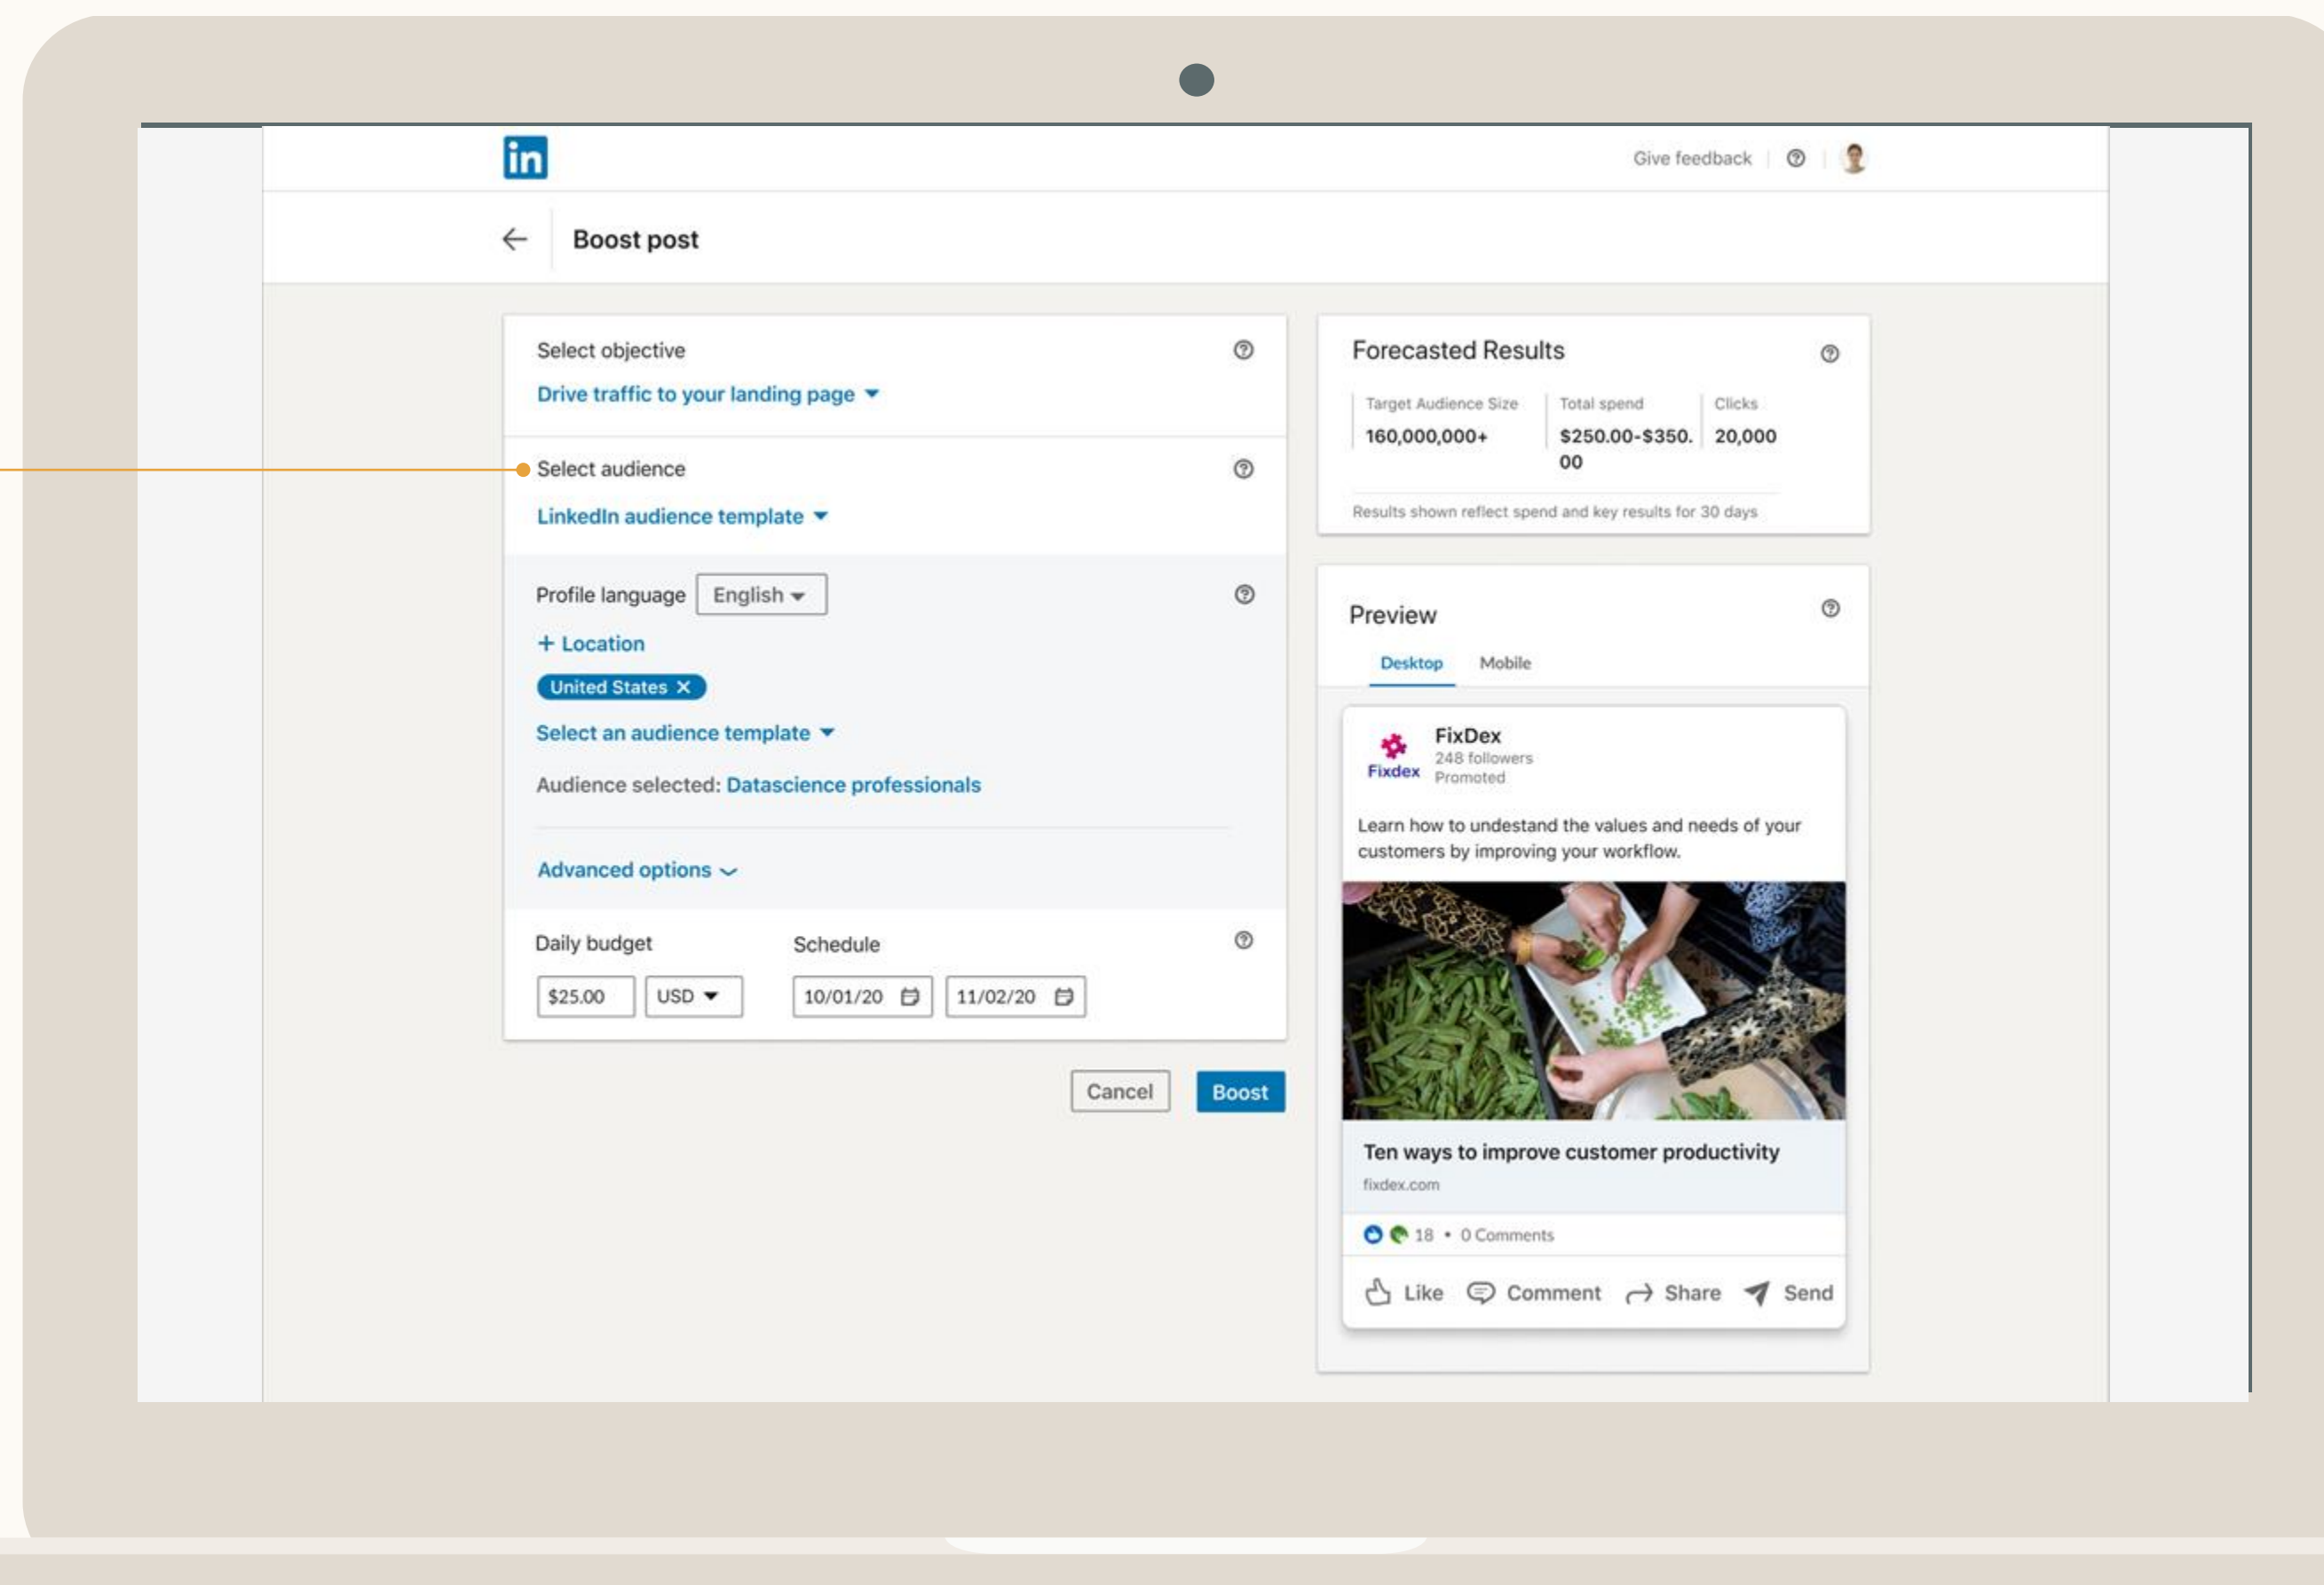 in
Give feedback
Boost post
Select objective
Drive traffic to your landing page
Select audience
LinkedIn audience template
Profile language English
+ Location
United States ✕
Select an audience template
Audience selected: Datascience professionals
Advanced options
Daily budget Schedule
$25.00 USD 10/01/20 11/02/20
Cancel Boost
Forecasted Results
Target Audience Size Total spend Clicks
160,000,000+ $250.00-$350. 20,000
00
Results shown reflect spend and key results for 30 days
Preview
Desktop Mobile
FixDex
248 followers
Fixdex
Promoted
Learn how to undestand the values and needs of your
customers by improving your workflow.
Ten ways to improve customer productivity
fixdex.com
18 • 0 Comments
Like Comment Share Send